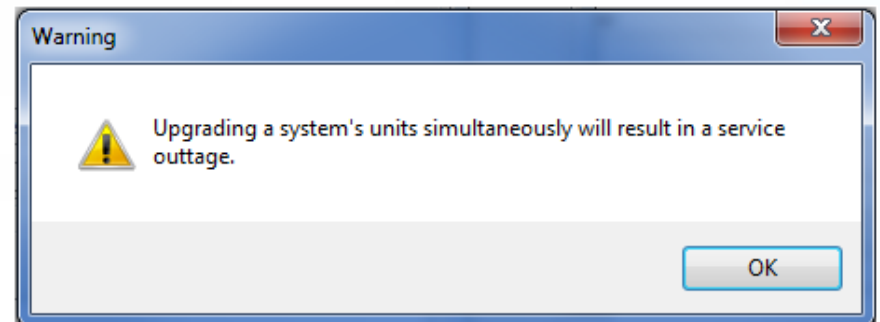 Warning
Upgrading a system's units simultaneously will result in a service
outtage.
OK